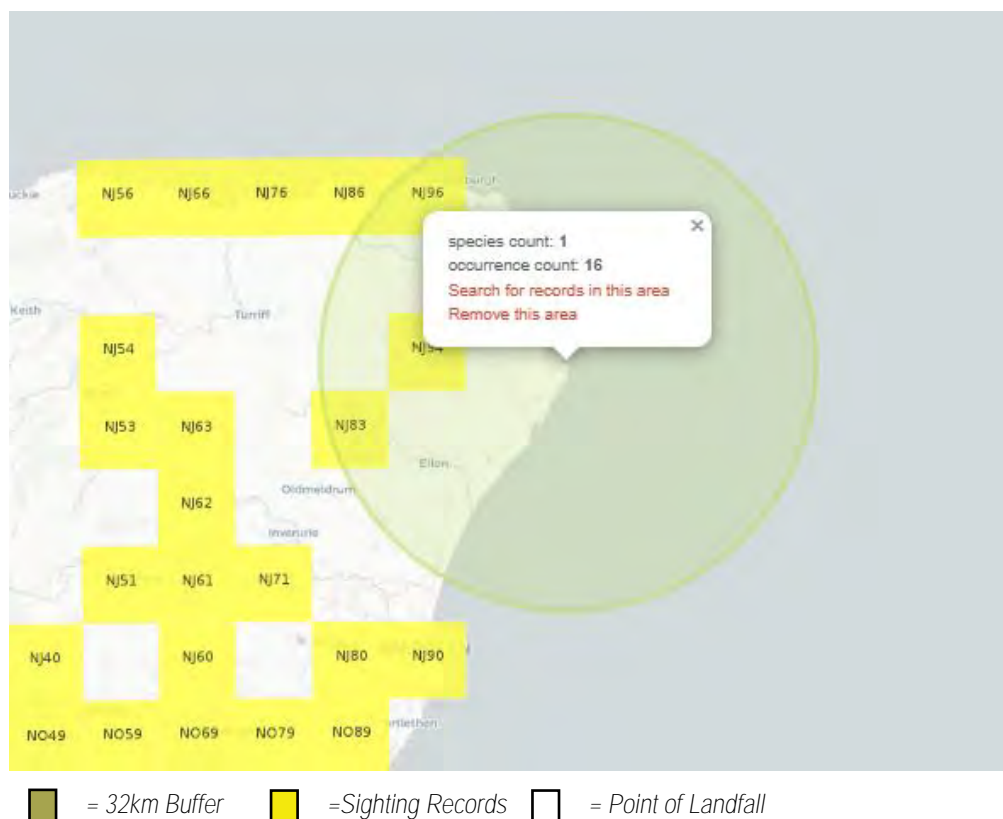 NJ56 NJ66 NJ76 NJ86 NJ96
×
species count: 1
occurrence count: 16
Search for records in this area
Remove this area
Keith
Turriff
NJ54
NJ94
NJ53 NJ63 NJ83
Ellon
Oldmeldrum
NJ62
Inverurie
NJ51 NJ61 NJ71
NJ40 NJ60 NJ80 NJ90
NO49 NO59 NO69 NO79 NO89
= 32km Buffer =Sighting Records = Point of Landfall